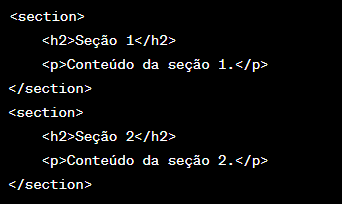 <section>
    <h2>Seção 1</h2>
    <p>Conteúdo da seção 1.</p>
</section>
<section>
    <h2>Seção 2</h2>
    <p>Conteúdo da seção 2.</p>
</section>